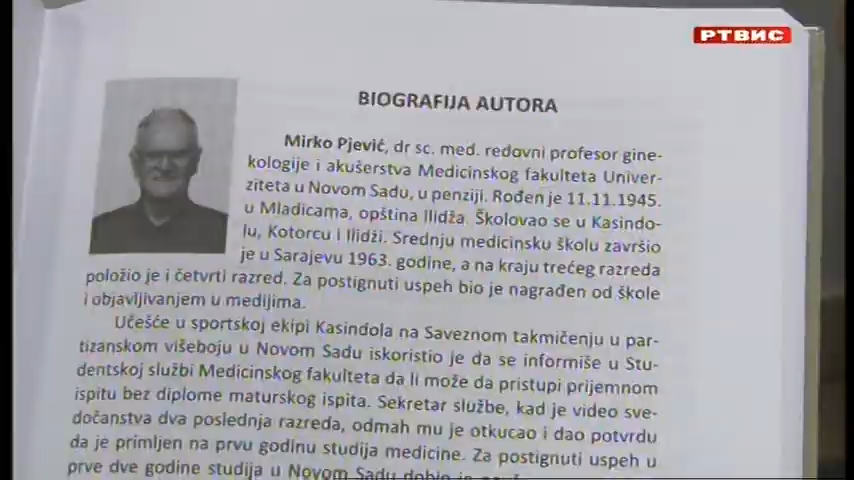 РТВИС
BIOGRAFIJA AUTORA
Mirko Pjević, dr sc. med. redovni profesor gine-
kologije i akušerstva Medicinskog fakulteta Univer-
ziteta u Novom Sadu, u penziji. Rođen je 11.11.1945.
u Mladicama, opština Ilidža. Školovao se u Kasindo-
lu, Kotorcu i Ilidži. Srednju medicinsku školu završio
je u Sarajevu 1963. godine, a na kraju trećeg razreda
položio je i četvrti razred. Za postignuti uspeh bio je nagrađen od škole
i objavljivanjem u medijima.
Učešće u sportskoj ekipi Kasindola na Saveznom takmičenju u par-
tizanskom višeboju u Novom Sadu iskoristio je da se informiše u Stu-
dentskoj službi Medicinskog fakulteta da li može da pristupi prijemnom
ispitu bez diplome maturskog ispita. Sekretar službe, kad je video sve-
dočanstva dva poslednja razreda, odmah mu je otkucao i dao potvrdu
da je primljen na prvu godinu studija medicine. Za postignuti uspeh u
prve dve godine studija u Novom Sadu dobio je